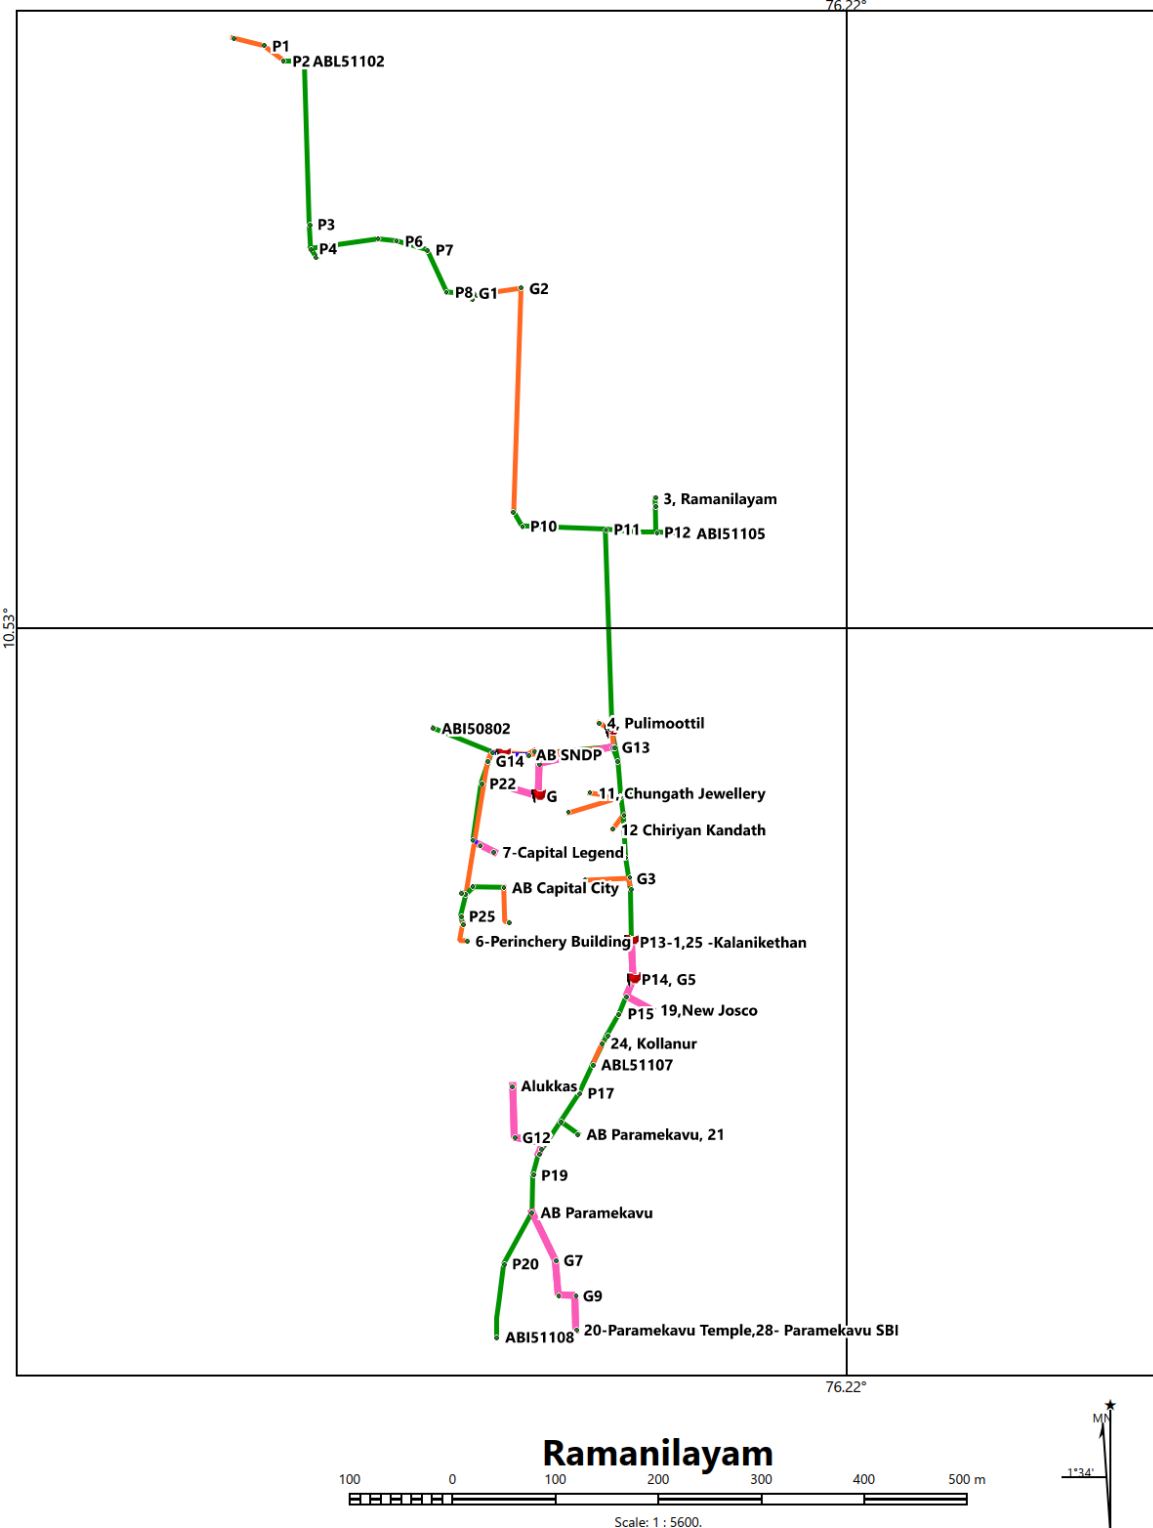 76.22°
P1
P2 ABL51102
P3
P4
P6
P7
P8
G1
G2
3, Ramanilayam
P10
P11
P12 ABI51105
10.53°
4, Pulimoottil
ABI50802
G13
AB SNDP
G14
P22
G
11, Chungath Jewellery
12 Chiriyan Kandath
7-Capital Legend
G3
AB Capital City
P25
6-Perinchery Building
P13-1,25 -Kalanikethan
P14, G5
19,New Josco
P15
24, Kollanur
ABL51107
Alukkas
P17
AB Paramekavu, 21
G12
P19
AB Paramekavu
G7
P20
G9
20-Paramekavu Temple,28- Paramekavu SBI
ABI51108
76.22°
MN
Ramanilayam
1°34'
100 0 100 200 300 400 500 m
Scale: 1 : 5600.